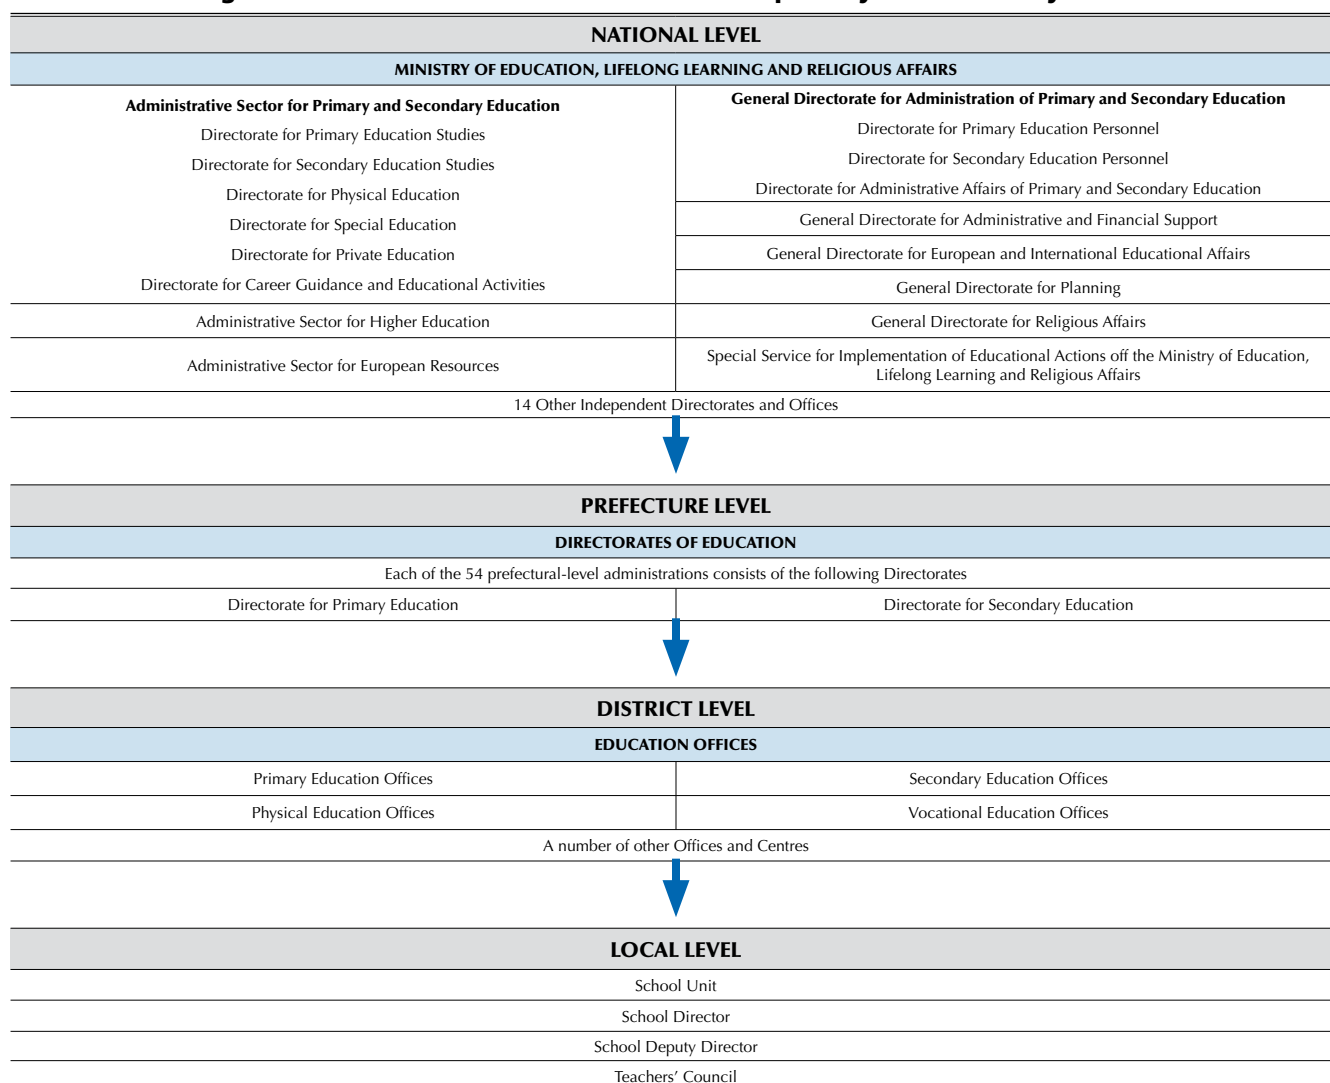 NATIONAL LEVEL
MINISTRY OF EDUCATION, LIFELONG LEARNING AND RELIGIOUS AFFAIRS
Administrative Sector for Primary and Secondary Education
Directorate for Primary Education Studies
Directorate for Secondary Education Studies
Directorate for Physical Education
Directorate for Special Education
Directorate for Private Education
Directorate for Career Guidance and Educational Activities
General Directorate for Administration of Primary and Secondary Education
Directorate for Primary Education Personnel
Directorate for Secondary Education Personnel
Directorate for Administrative Affairs of Primary and Secondary Education
General Directorate for Administrative and Financial Support
General Directorate for European and International Educational Affairs
General Directorate for Planning
Administrative Sector for Higher Education
General Directorate for Religious Affairs
Administrative Sector for European Resources
Special Service for Implementation of Educational Actions off the Ministry of Education,
Lifelong Learning and Religious Affairs
14 Other Independent Directorates and Offices
PREFECTURE LEVEL
DIRECTORATES OF EDUCATION
Each of the 54 prefectural-level administrations consists of the following Directorates
Directorate for Primary Education
Directorate for Secondary Education
DISTRICT LEVEL
EDUCATION OFFICES
Primary Education Offices
Secondary Education Offices
Physical Education Offices
Vocational Education Offices
A number of other Offices and Centres
LOCAL LEVEL
School Unit
School Director
School Deputy Director
Teachers' Council